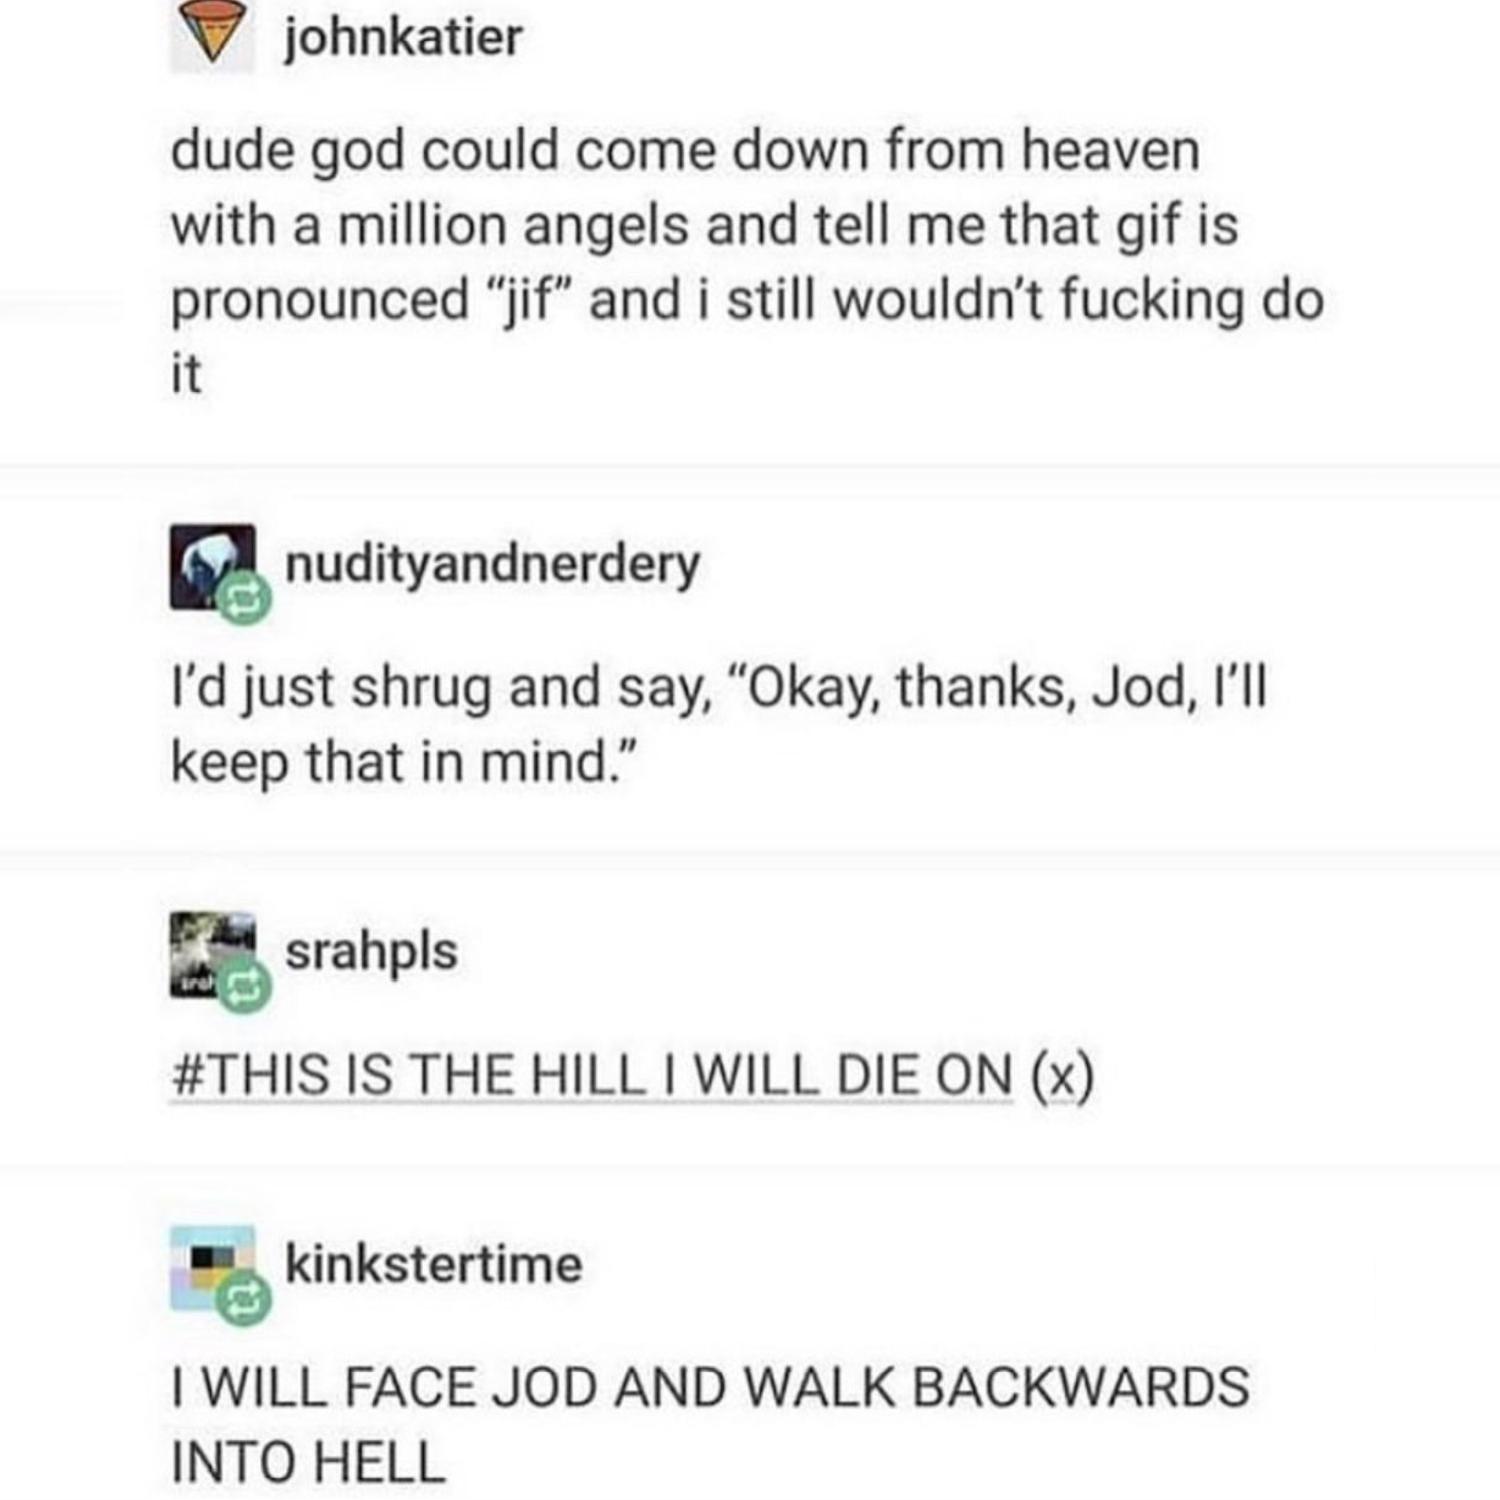 johnkatier
dude god could come down from heaven
with a million angels and tell me that gif is
pronounced “jif” and i still wouldn’t fucking do
it
nudityandnerdery
I’d just shrug and say, “Okay, thanks, Jod, I’ll
keep that in mind.”
srahpls
#THIS IS THE HILL I WILL DIE ON (x)
kinkstertime
I WILL FACE JOD AND WALK BACKWARDS
INTO HELL